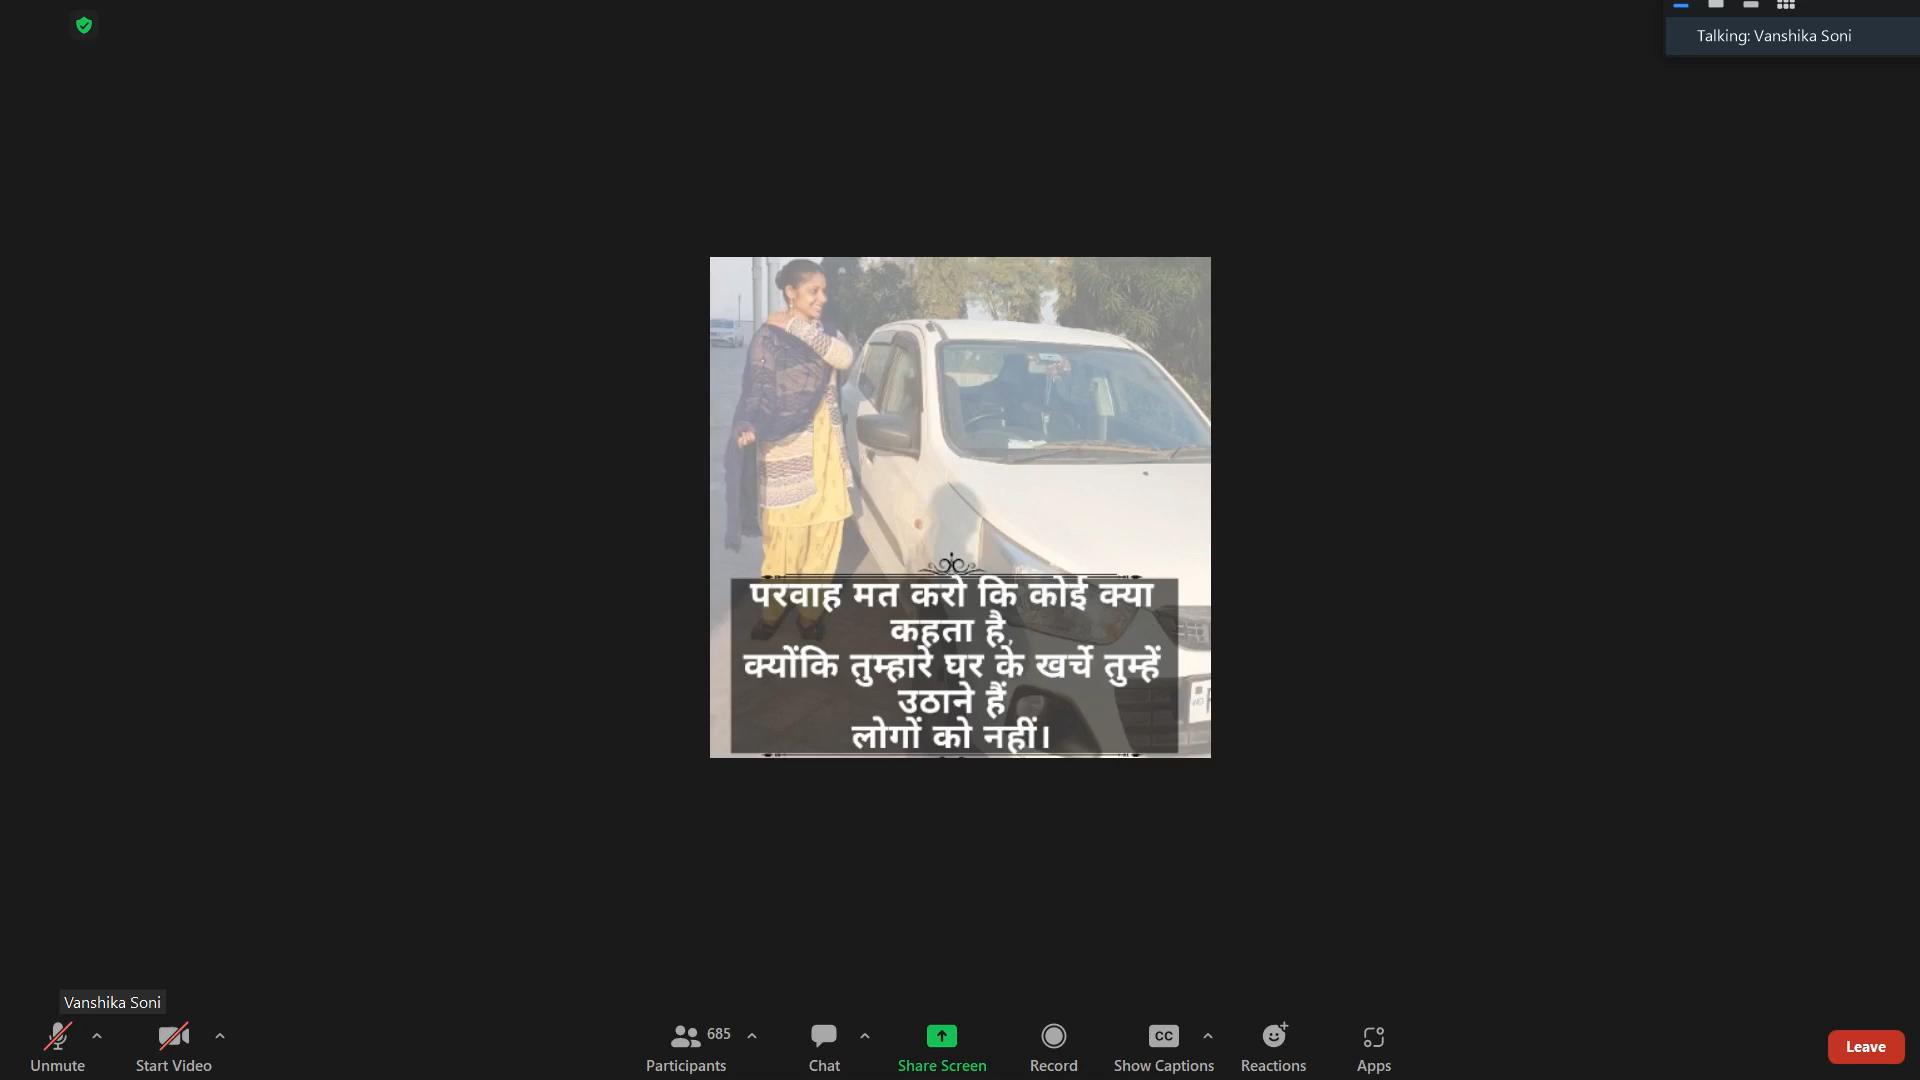 Talking: Vanshika Soni
परवाह मत करो कि कोई क्या
कहता है,
क्योंकि तुम्हारे घर के खर्चे तुम्हें
उठाने हैं
लोगों को नहीं।
Vanshika Soni
Unmute
Start Video
685
Participants
Chat
Share Screen
Record
CC
Show Captions
Reactions
Apps
Leave